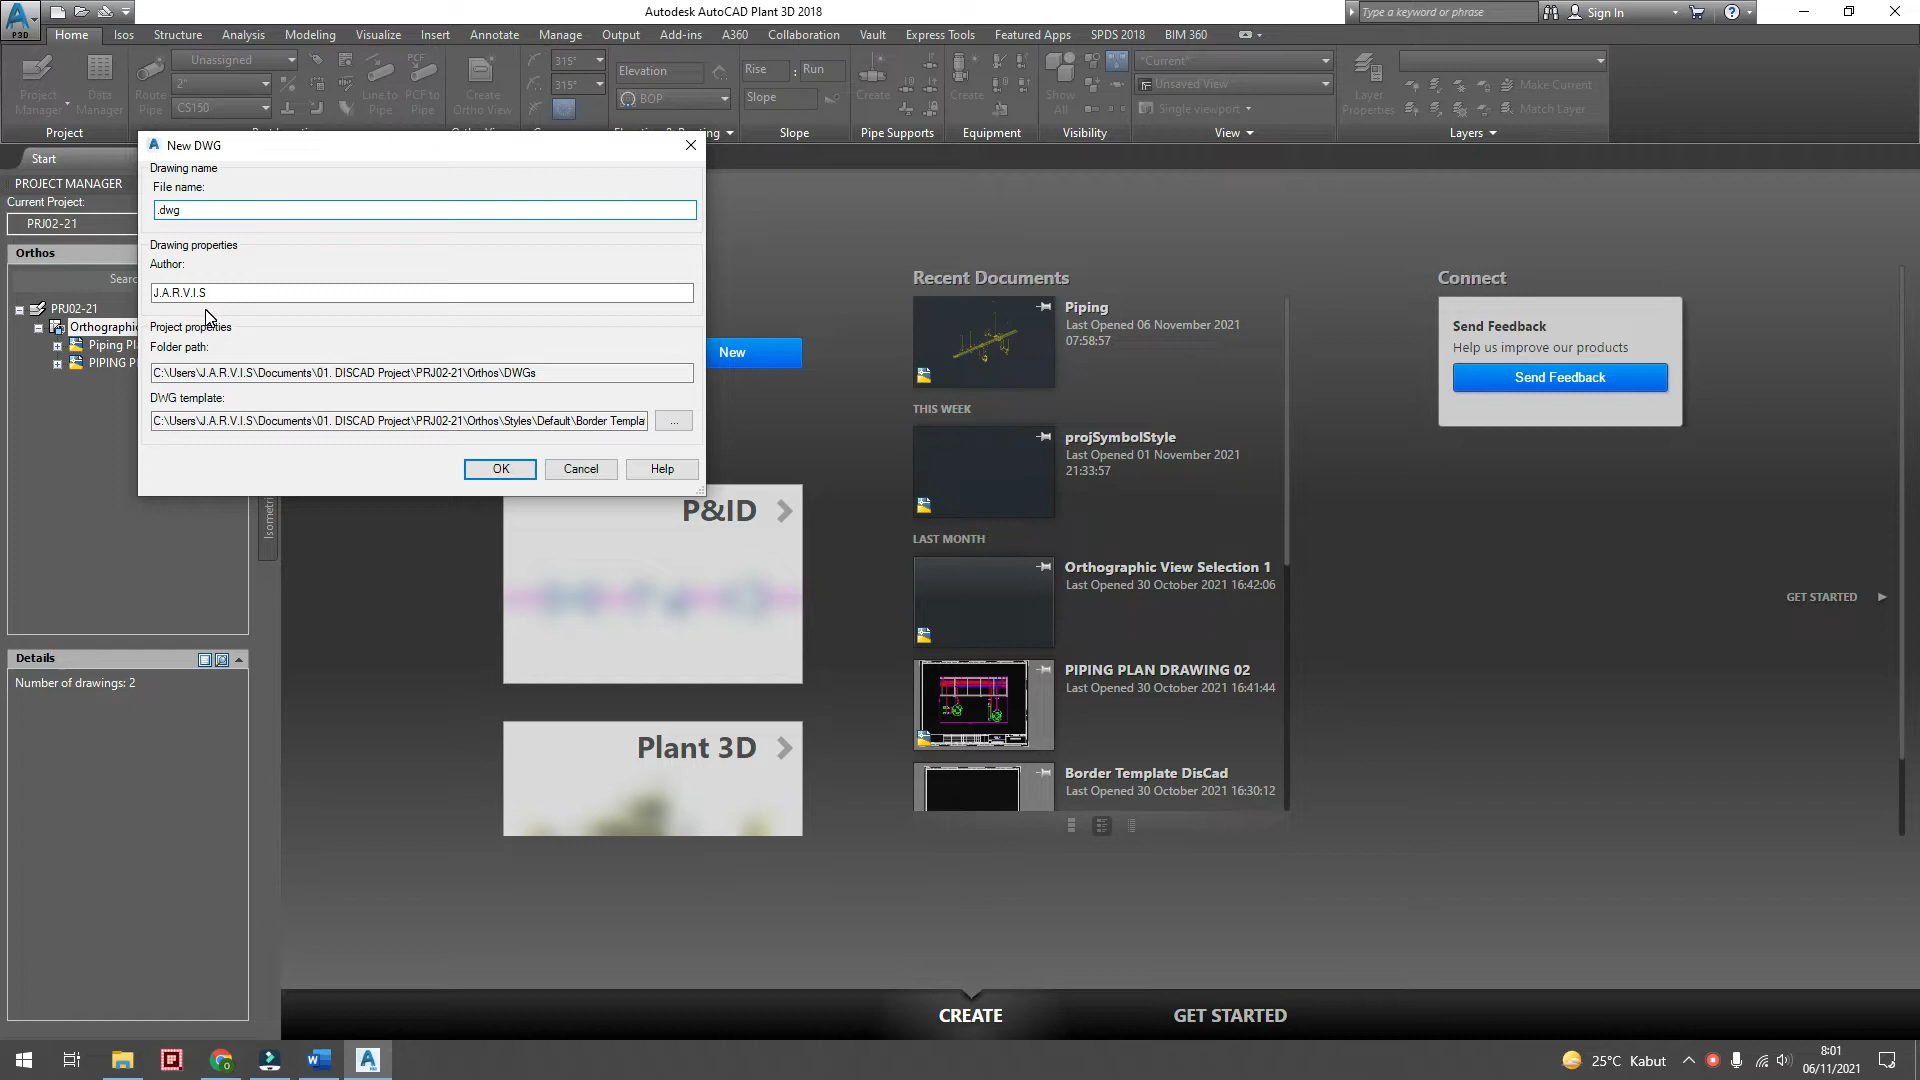 Autodesk AutoCAD Plant 3D 2018
Type a keyword or phrase
Sign In
P3D
Home
Isos
Structure
Analysis
Modeling
Visualize
Insert
Annotate
Manage
Output
Add-ins
A360
Collaboration
Vault
Express Tools
Featured Apps
SPDS 2018
BIM 360
Project
Manager
Data
Manager
Route
Pipe
Unassigned
2"
CS150
Line to
Pipe
PCF to
Pipe
Create
Ortho View
315°
315°
Elevation
BOP
Rise : Run
Slope
Create
Create
Show
All
*Current*
Unsaved View
Single viewport
Layer
Properties
Make Current
Match Layer
Project
Slope
Pipe Supports
Equipment
Visibility
View
Layers
Start
PROJECT MANAGER
Current Project:
PRJ02-21
Orthos
PRJ02-21
Details
Number of drawings: 2
New DWG
Drawing name
File name:
.dwg
Drawing properties
Author:
J.A.R.V.I.S
Project properties
Folder path:
C:\Users\J.A.R.V.I.S\Documents\01. DISCAD Project\PRJ02-21\Orthos\DWGs
DWG template:
C:\Users\J.A.R.V.I.S\Documents\01. DISCAD Project\PRJ02-21\Orthos\Styles\Default\Border Templa
...
OK
Cancel
Help
New
P&ID
Plant 3D
Recent Documents
Piping
Last Opened 06 November 2021
07:58:57
THIS WEEK
projSymbolStyle
Last Opened 01 November 2021
21:33:57
LAST MONTH
Orthographic View Selection 1
Last Opened 30 October 2021 16:42:06
PIPING PLAN DRAWING 02
Last Opened 30 October 2021 16:41:44
Border Template DisCad
Last Opened 30 October 2021 16:30:12
Connect
Send Feedback
Help us improve our products
Send Feedback
GET STARTED
CREATE
GET STARTED
25°C Kabut
8:01
06/11/2021